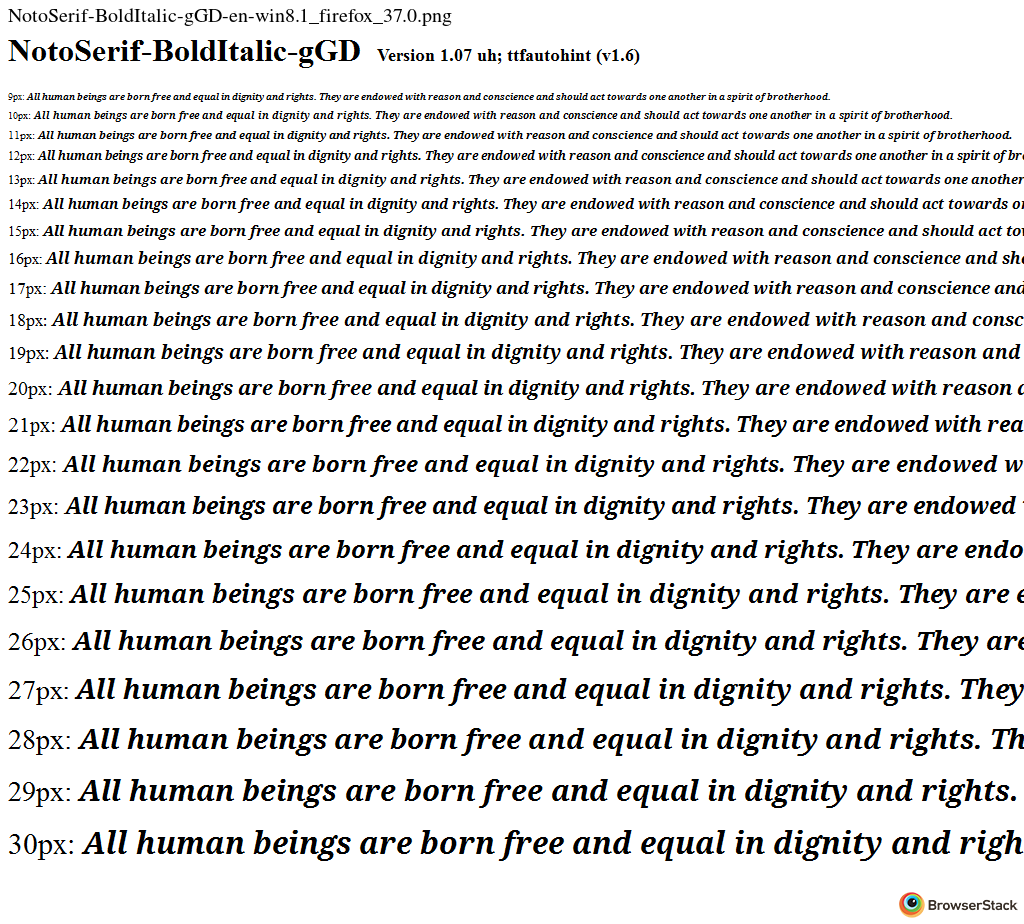 NotoSerif-BoldItalic-gGD-en-win8.1_firefox_37.0.png
NotoSerif-BoldItalic-gGD Version 1.07 uh; ttfautohint (v1.6)
9px: All human beings are born free and equal in dignity and rights. They are endowed with reason and conscience and should act towards one another in a spirit of brotherhood.
10px: All human beings are born free and equal in dignity and rights. They are endowed with reason and conscience and should act towards one another in a spirit of brotherhood.
11px: All human beings are born free and equal in dignity and rights. They are endowed with reason and conscience and should act towards one another in a spirit of brotherhood.
12px: All human beings are born free and equal in dignity and rights. They are endowed with reason and conscience and should act towards one another in a spirit of br
13px: All human beings are born free and equal in dignity and rights. They are endowed with reason and conscience and should act towards one another
14px: All human beings are born free and equal in dignity and rights. They are endowed with reason and conscience and should act towards o
15px: All human beings are born free and equal in dignity and rights. They are endowed with reason and conscience and should act to
16px: All human beings are born free and equal in dignity and rights. They are endowed with reason and conscience and sh
17px: All human beings are born free and equal in dignity and rights. They are endowed with reason and conscience and
18px: All human beings are born free and equal in dignity and rights. They are endowed with reason and consc
19px: All human beings are born free and equal in dignity and rights. They are endowed with reason and
20px: All human beings are born free and equal in dignity and rights. They are endowed with reason
21px: All human beings are born free and equal in dignity and rights. They are endowed with rea
22px: All human beings are born free and equal in dignity and rights. They are endowed w
23px: All human beings are born free and equal in dignity and rights. They are endowed
24px: All human beings are born free and equal in dignity and rights. They are endo
25px: All human beings are born free and equal in dignity and rights. They are
26px: All human beings are born free and equal in dignity and rights. They are
27px: All human beings are born free and equal in dignity and rights. They
28px: All human beings are born free and equal in dignity and rights. Th
29px: All human beings are born free and equal in dignity and rights.
30px: All human beings are born free and equal in dignity and righ
BrowserStack